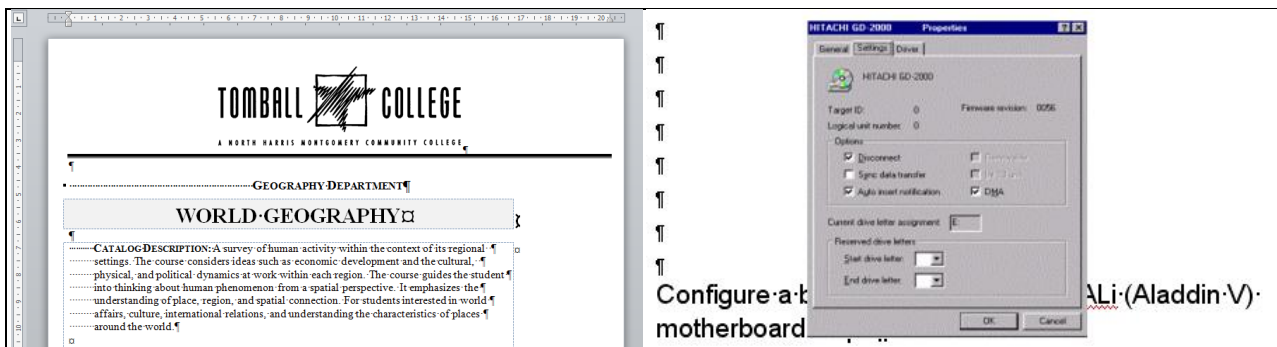 TOMBALL COLLEGE
A NORTH HARRIS MONTGOMERY COMMUNITY COLLEGE
GEOGRAPHY DEPARTMENT
WORLD GEOGRAPHY
CATALOG DESCRIPTION: A survey of human activity within the context of its regional
settings. The course considers ideas such as economic development and the cultural,
physical, and political dynamics at work within each region. The course guides the student
into thinking about human phenomenon from a spatial perspective. It emphasizes the
understanding of place, region, and spatial connection. For students interested in world
affairs, culture, international relations, and understanding the characteristics of places
around the world.
HITACHI GD-2000 Properties
General Settings Driver
HITACHI GD-2000
Target ID: 0 Firmware revision: 0056
Logical unit number: 0
Options
Disconnect
Sync data transfer
Auto insert notification DMA
Current drive letter assignment: E:
Reserved drive letters
Start drive letter:
End drive letter:
OK Cancel
Configure a ALi (Aladdin V)
motherboard